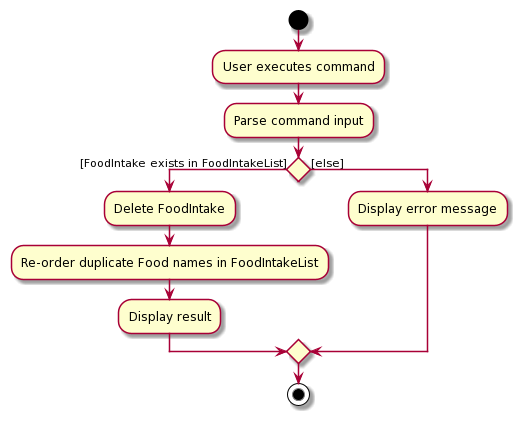 User executes command
Parse command input
[FoodIntake exists in FoodIntakeList]
[else]
Delete FoodIntake
Display error message
Re-order duplicate Food names in FoodIntakeList
Display result